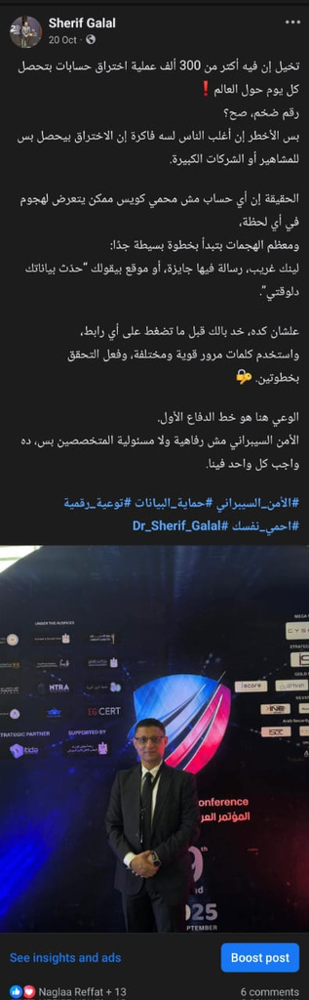 Sherif Galal
20 Oct
تخيل إن فيه أكتر من 300 ألف عملية اختراق حسابات بتحصل
كل يوم حول العالم❗
رقم ضخم، صح؟
بس الأخطر إن أغلب الناس لسه فاكرة إن الاختراق بيحصل بس
للمشاهير أو الشركات الكبيرة.
الحقيقة إن أي حساب مش محمي كويس ممكن يتعرض لهجوم
في أي لحظة،
ومعظم الهجمات بتبدأ بخطوة بسيطة جدًا:
لينك غريب، رسالة فيها جايزة، أو موقع بيقولك “حدّث بياناتك
دلوقتي”.
علشان كده، خد بالك قبل ما تضغط على أي رابط،
واستخدم كلمات مرور قوية ومختلفة، وفعل التحقق
بخطوتين. 🔐
الوعي هنا هو خط الدفاع الأول.
الأمن السيبراني مش رفاهية ولا مسئولية المتخصصين بس، ده
واجب كل واحد فينا.
#الأمن_السيبراني #حماية_البيانات #توعية_رقمية
#احمي_نفسك #Dr_Sherif_Galal
UNDER THE AUSPICES
NTRA
EG CERT
STRATEGIC PARTNER
SUPPORTED BY
itida
iscore
ISEC
onference
المؤتمر العر
2025
SEPTEMBER
See insights and ads
Boost post
Naglaa Reffat + 13
6 comments